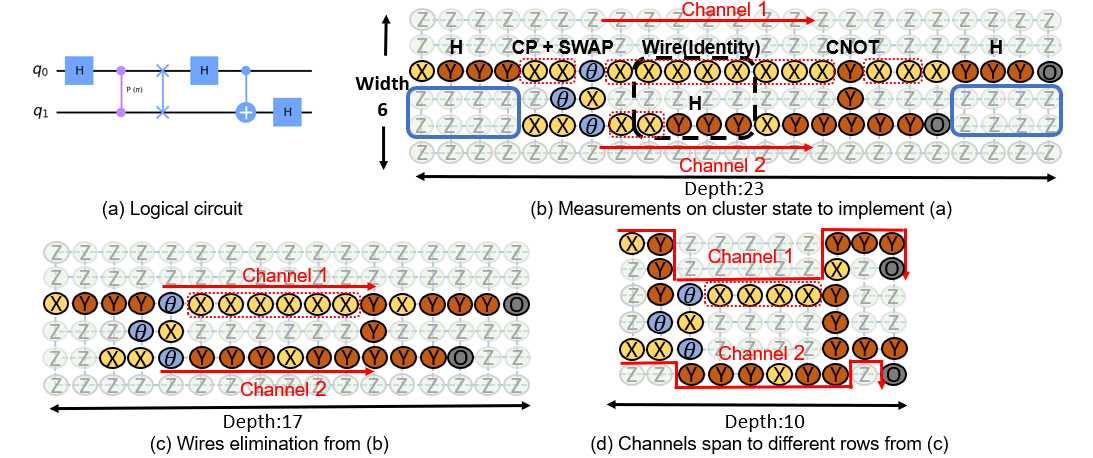 q₀ H H
P (π)
q₁ H
(a) Logical circuit
Channel 1
Z Z Z Z Z Z Z Z Z Z Z Z Z Z Z Z Z Z Z Z Z Z Z
H CP + SWAP Wire(Identity) CNOT H
X Y Y Y X X θ X X X X X X X X Y X X X Y Y Y O
Z Z Z Z Z θ X Z Z H Z Z Z Z Y Z Z Z Z Z Z Z
Z Z Z Z X X θ X X Y Y Y X Y Y Y Y Y O Z Z Z Z
Z Z Z Z Z Z Z Z Z Z Z Z Z Z Z Z Z Z Z Z Z Z Z
Channel 2
Width
6
Depth:23
(b) Measurements on cluster state to implement (a)
Z Z Z Z Z Z Z Z Z Z Z Z Z Z Z Z Z
Channel 1
X Y Y Y θ X X X X X X Y X Y Y Y O
Z Z Z θ X Z Z Z Z Z Z Y Z Z Z Z Z
Z Z X X θ Y Y Y X Y Y Y Y Y O Z Z
Z Z Z Z Z Z Z Z Z Z Z Z Z Z Z Z Z
Channel 2
Depth:17
(c) Wires elimination from (b)
X Y Z Z Z Z Z Y Y Y
Channel 1
Z Y Z Z Z Z Z X Z O
Z Y θ X X X X Y Z Z
Z θ X Z Z Z Z Y Z Z
X X θ Z Z Z Z Y Y Y
Channel 2
Z Z Y Y Y X Y Y Z O
Depth:10
(d) Channels span to different rows from (c)